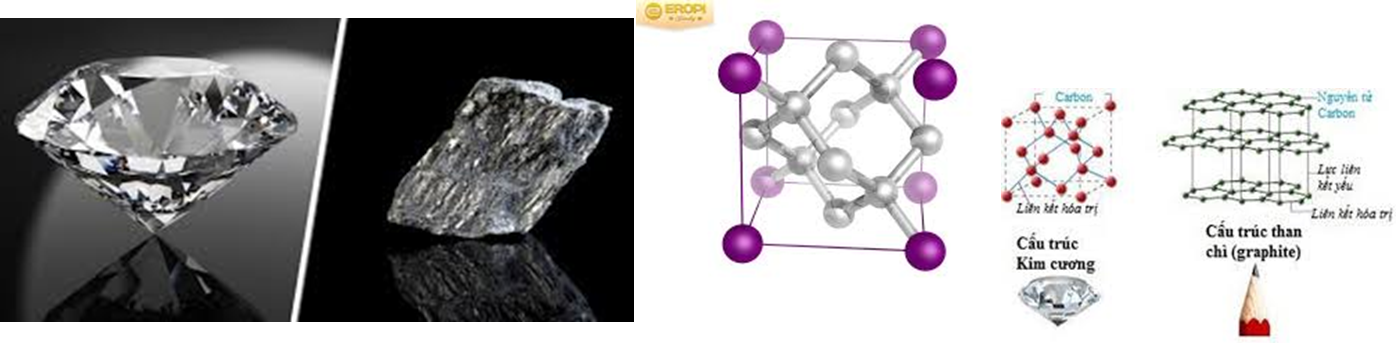 EROPI
Jewelry
Carbon
Liên kết hóa trị
Cấu trúc
Kim cương
Nguyên tử
Carbon
Lực liên
kết yếu
Liên kết hóa trị
Cấu trúc than
chì (graphite)